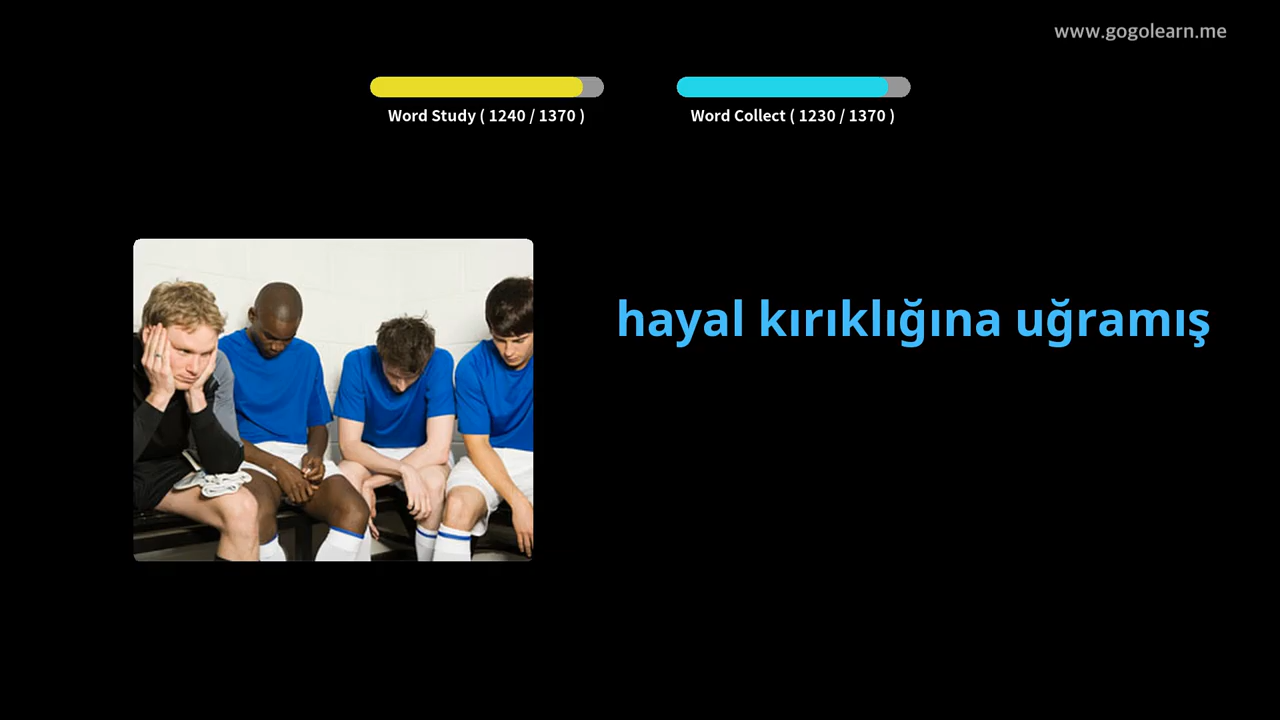 www.gogolearn.me
Word Study ( 1240 / 1370 )
Word Collect ( 1230 / 1370 )
hayal kırıklığına uğramış